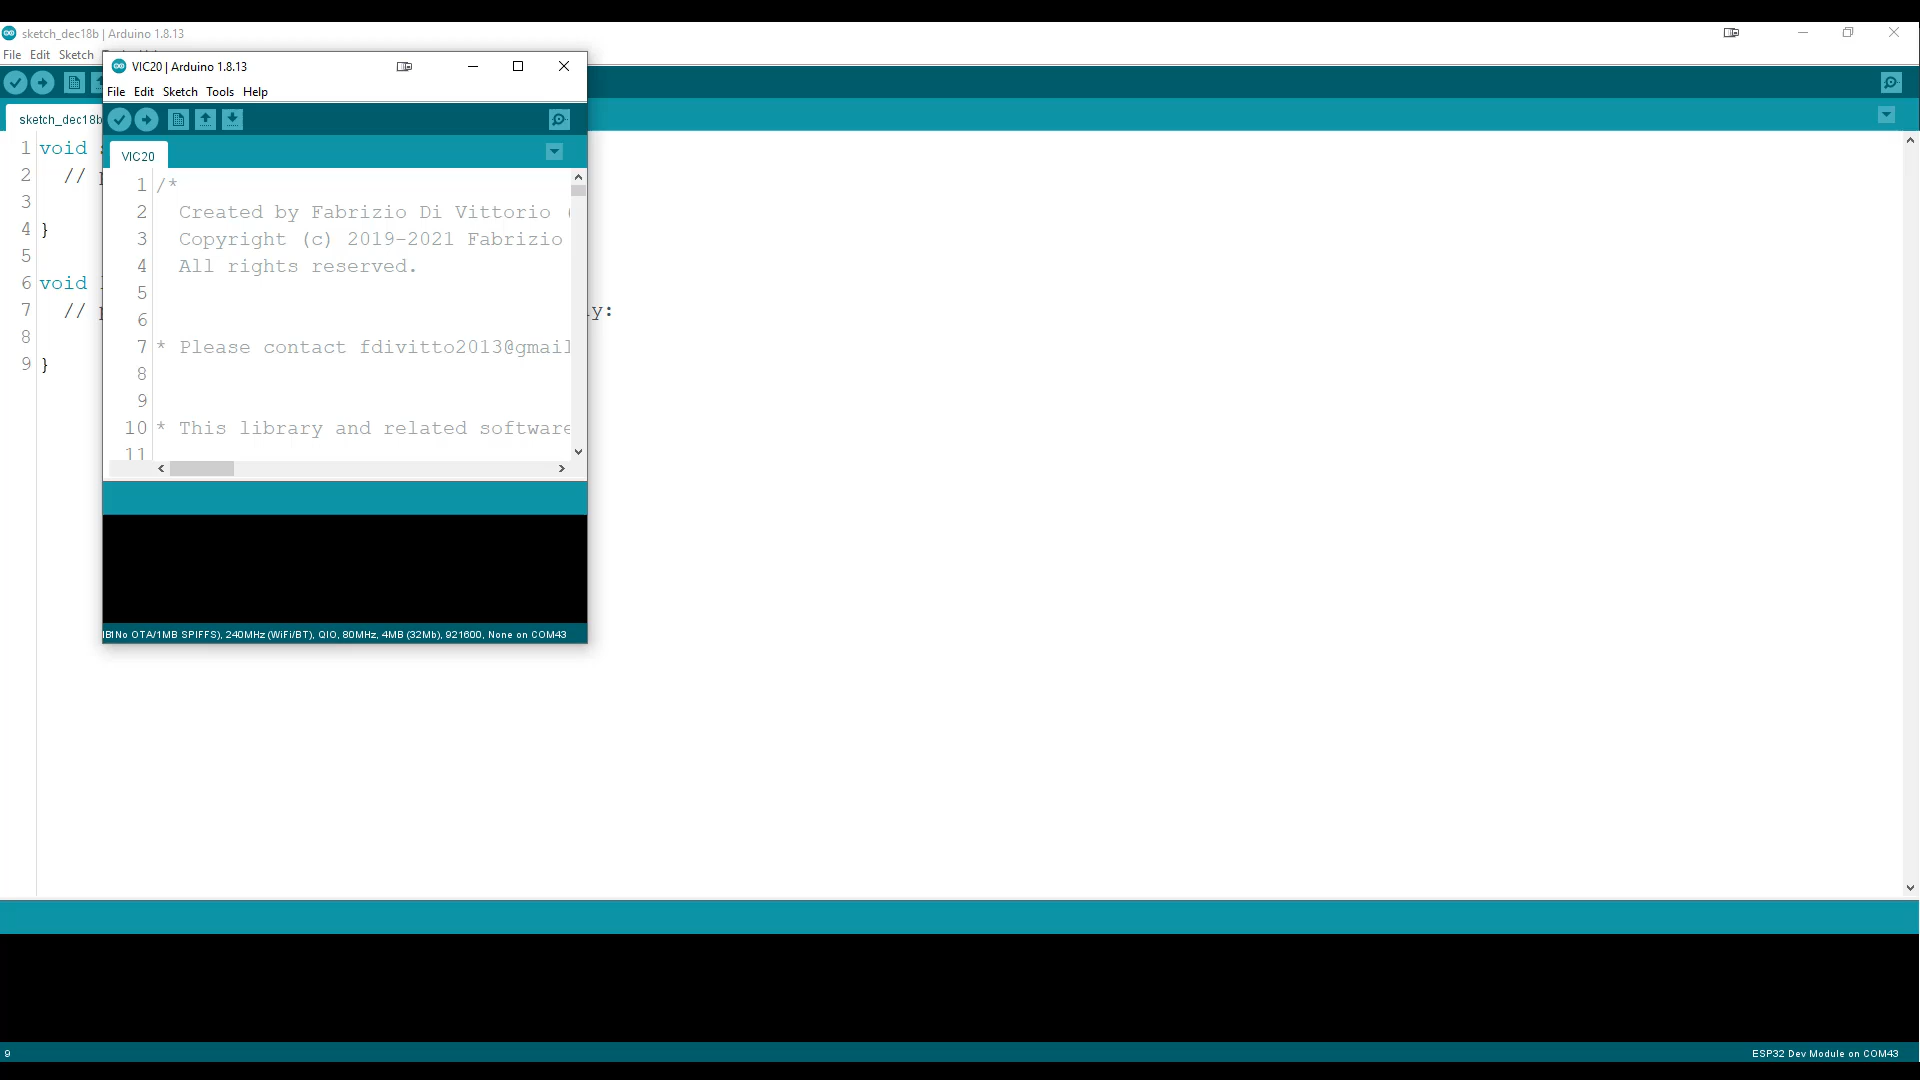 sketch_dec18b | Arduino 1.8.13
File Edit Sketch
sketch_dec18b
1 void
2 //
3
4 }
5
6 void
7 // y:
8
9 }
VIC20 | Arduino 1.8.13
File Edit Sketch Tools Help
VIC20
1 /*
2 Created by Fabrizio Di Vittorio (
3 Copyright (c) 2019-2021 Fabrizio
4 All rights reserved.
5
6
7 * Please contact fdivitto2013@gmail
8
9
10 * This library and related software
11
No OTA/1MB SPIFFS), 240MHz (WiFi/BT), QIO, 80MHz, 4MB (32Mb), 921600, None on COM43
9
ESP32 Dev Module on COM43